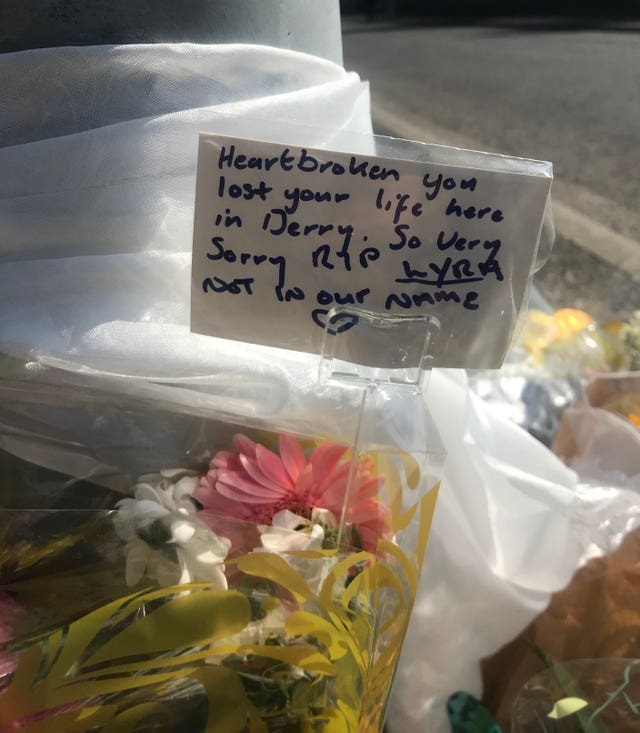 Heartbroken you
lost your life here
in Derry. So Very
Sorry RIP LYRA
NOT IN our NAME